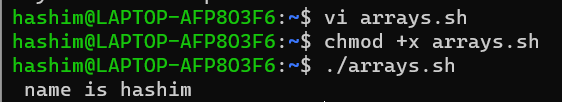 hashim@LAPTOP-AFP8O3F6:~$ vi arrays.sh
hashim@LAPTOP-AFP8O3F6:~$ chmod +x arrays.sh
hashim@LAPTOP-AFP8O3F6:~$ ./arrays.sh
name is hashim